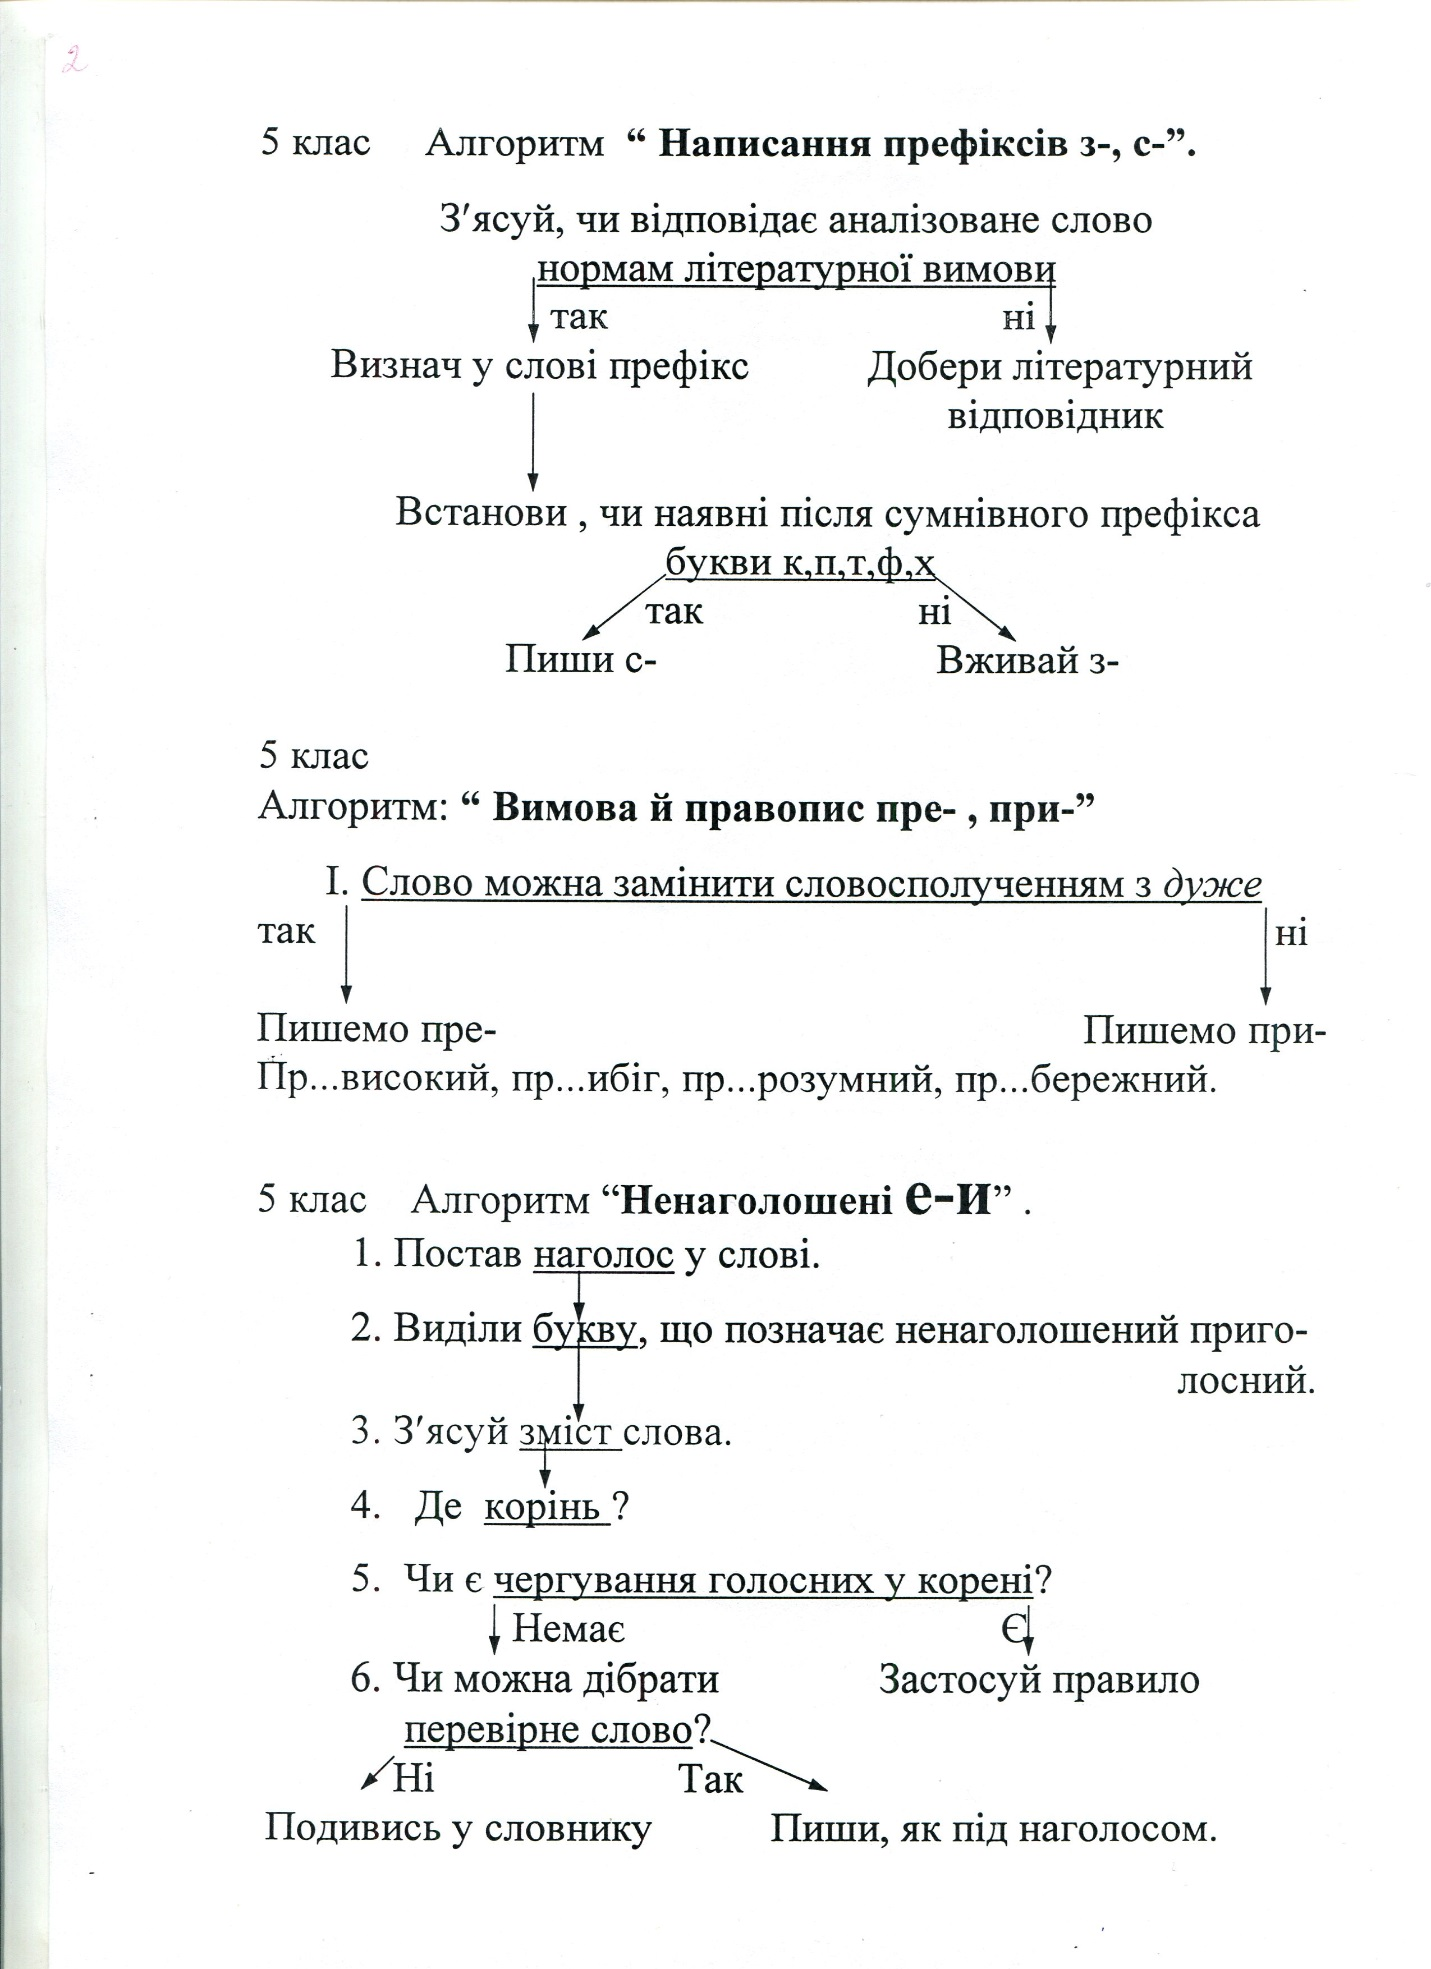 2
5 клас Алгоритм “ Написання префіксів з-, с-”.
З'ясуй, чи відповідає аналізоване слово
нормам літературної вимови
так ні
Визнач у слові префікс Добери літературний
відповідник
Встанови , чи наявні після сумнівного префікса
букви к,п,т,ф,х
так ні
Пиши с- Вживай з-
5 клас
Алгоритм: “ Вимова й правопис пре- , при-”
І. Слово можна замінити словосполученням з дуже
так ні
Пишемо пре- Пишемо при-
Пр...високий, пр...ибіг, пр...розумний, пр...бережний.
5 клас Алгоритм “Ненаголошені е-и” .
1. Постав наголос у слові.
2. Виділи букву, що позначає ненаголошений приго-
лосний.
3. З'ясуй зміст слова.
4. Де корінь ?
5. Чи є чергування голосних у корені?
Немає Є
6. Чи можна дібрати Застосуй правило
перевірне слово?
Ні Так
Подивись у словнику Пиши, як під наголосом.